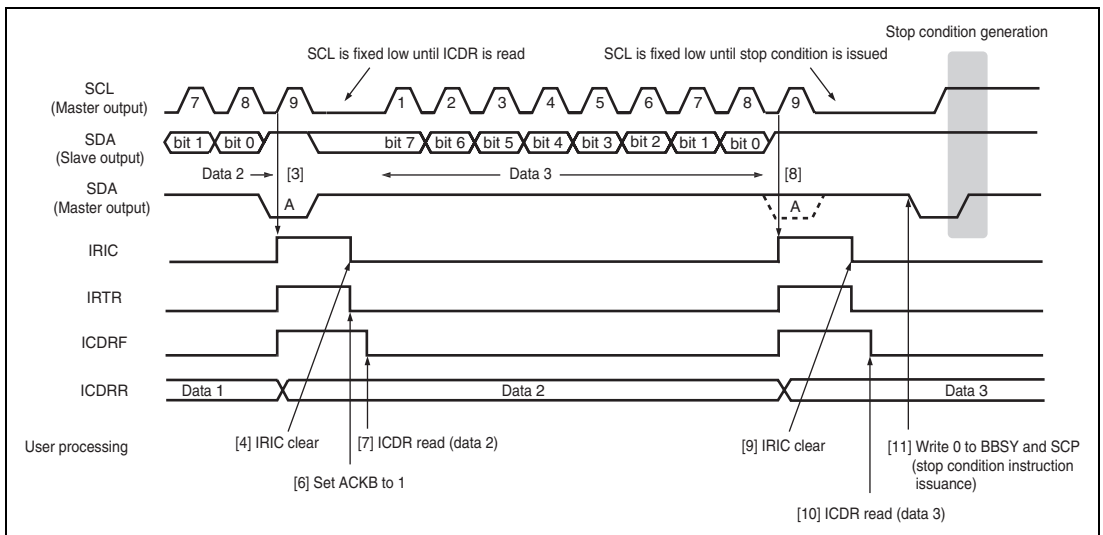 Stop condition generation
SCL is fixed low until ICDR is read
SCL is fixed low until stop condition is issued
SCL
(Master output)
7 8 9 1 2 3 4 5 6 7 8 9
SDA
(Slave output)
bit 1 bit 0 bit 7 bit 6 bit 5 bit 4 bit 3 bit 2 bit 1 bit 0
Data 2 [3] Data 3 [8]
SDA
(Master output)
A A
IRIC
IRTR
ICDRF
ICDRR
Data 1 Data 2 Data 3
User processing
[4] IRIC clear
[7] ICDR read (data 2)
[9] IRIC clear
[11] Write 0 to BBSY and SCP
(stop condition instruction
issuance)
[6] Set ACKB to 1
[10] ICDR read (data 3)